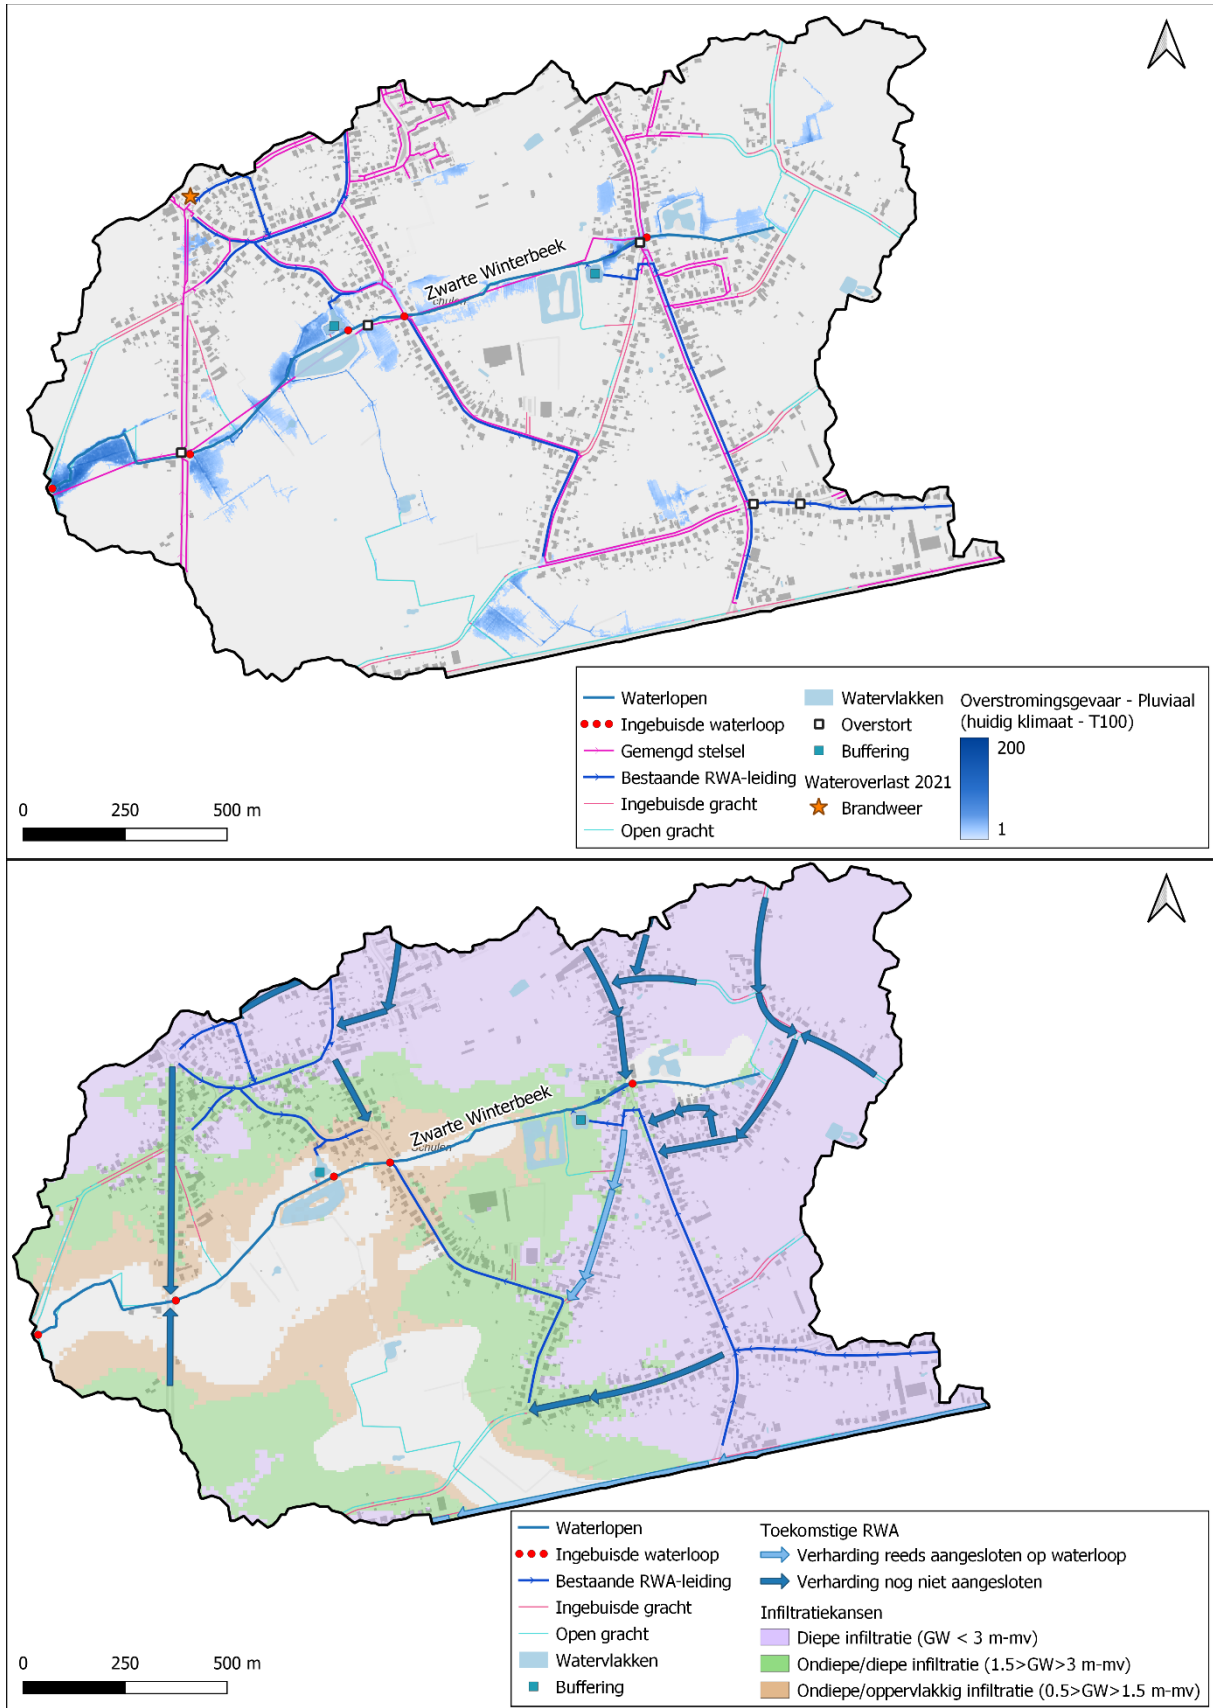 Zwarte Winterbeek
Schulen
Waterlopen
Ingebuisde waterloop
Gemengd stelsel
Bestaande RWA-leiding
Ingebuisde gracht
Open gracht
Watervlakken
Overstort
Buffering
Wateroverlast 2021
Brandweer
Overstromingsgevaar - Pluviaal
(huidig klimaat - T100)
200
1
0 250 500 m
Zwarte Winterbeek
Schulen
Waterlopen
Ingebuisde waterloop
Bestaande RWA-leiding
Ingebuisde gracht
Open gracht
Watervlakken
Buffering
Toekomstige RWA
Verharding reeds aangesloten op waterloop
Verharding nog niet aangesloten
Infiltratiekansen
Diepe infiltratie (GW < 3 m-mv)
Ondiepe/diepe infiltratie (1.5>GW>3 m-mv)
Ondiepe/oppervlakkig infiltratie (0.5>GW>1.5 m-mv)
0 250 500 m